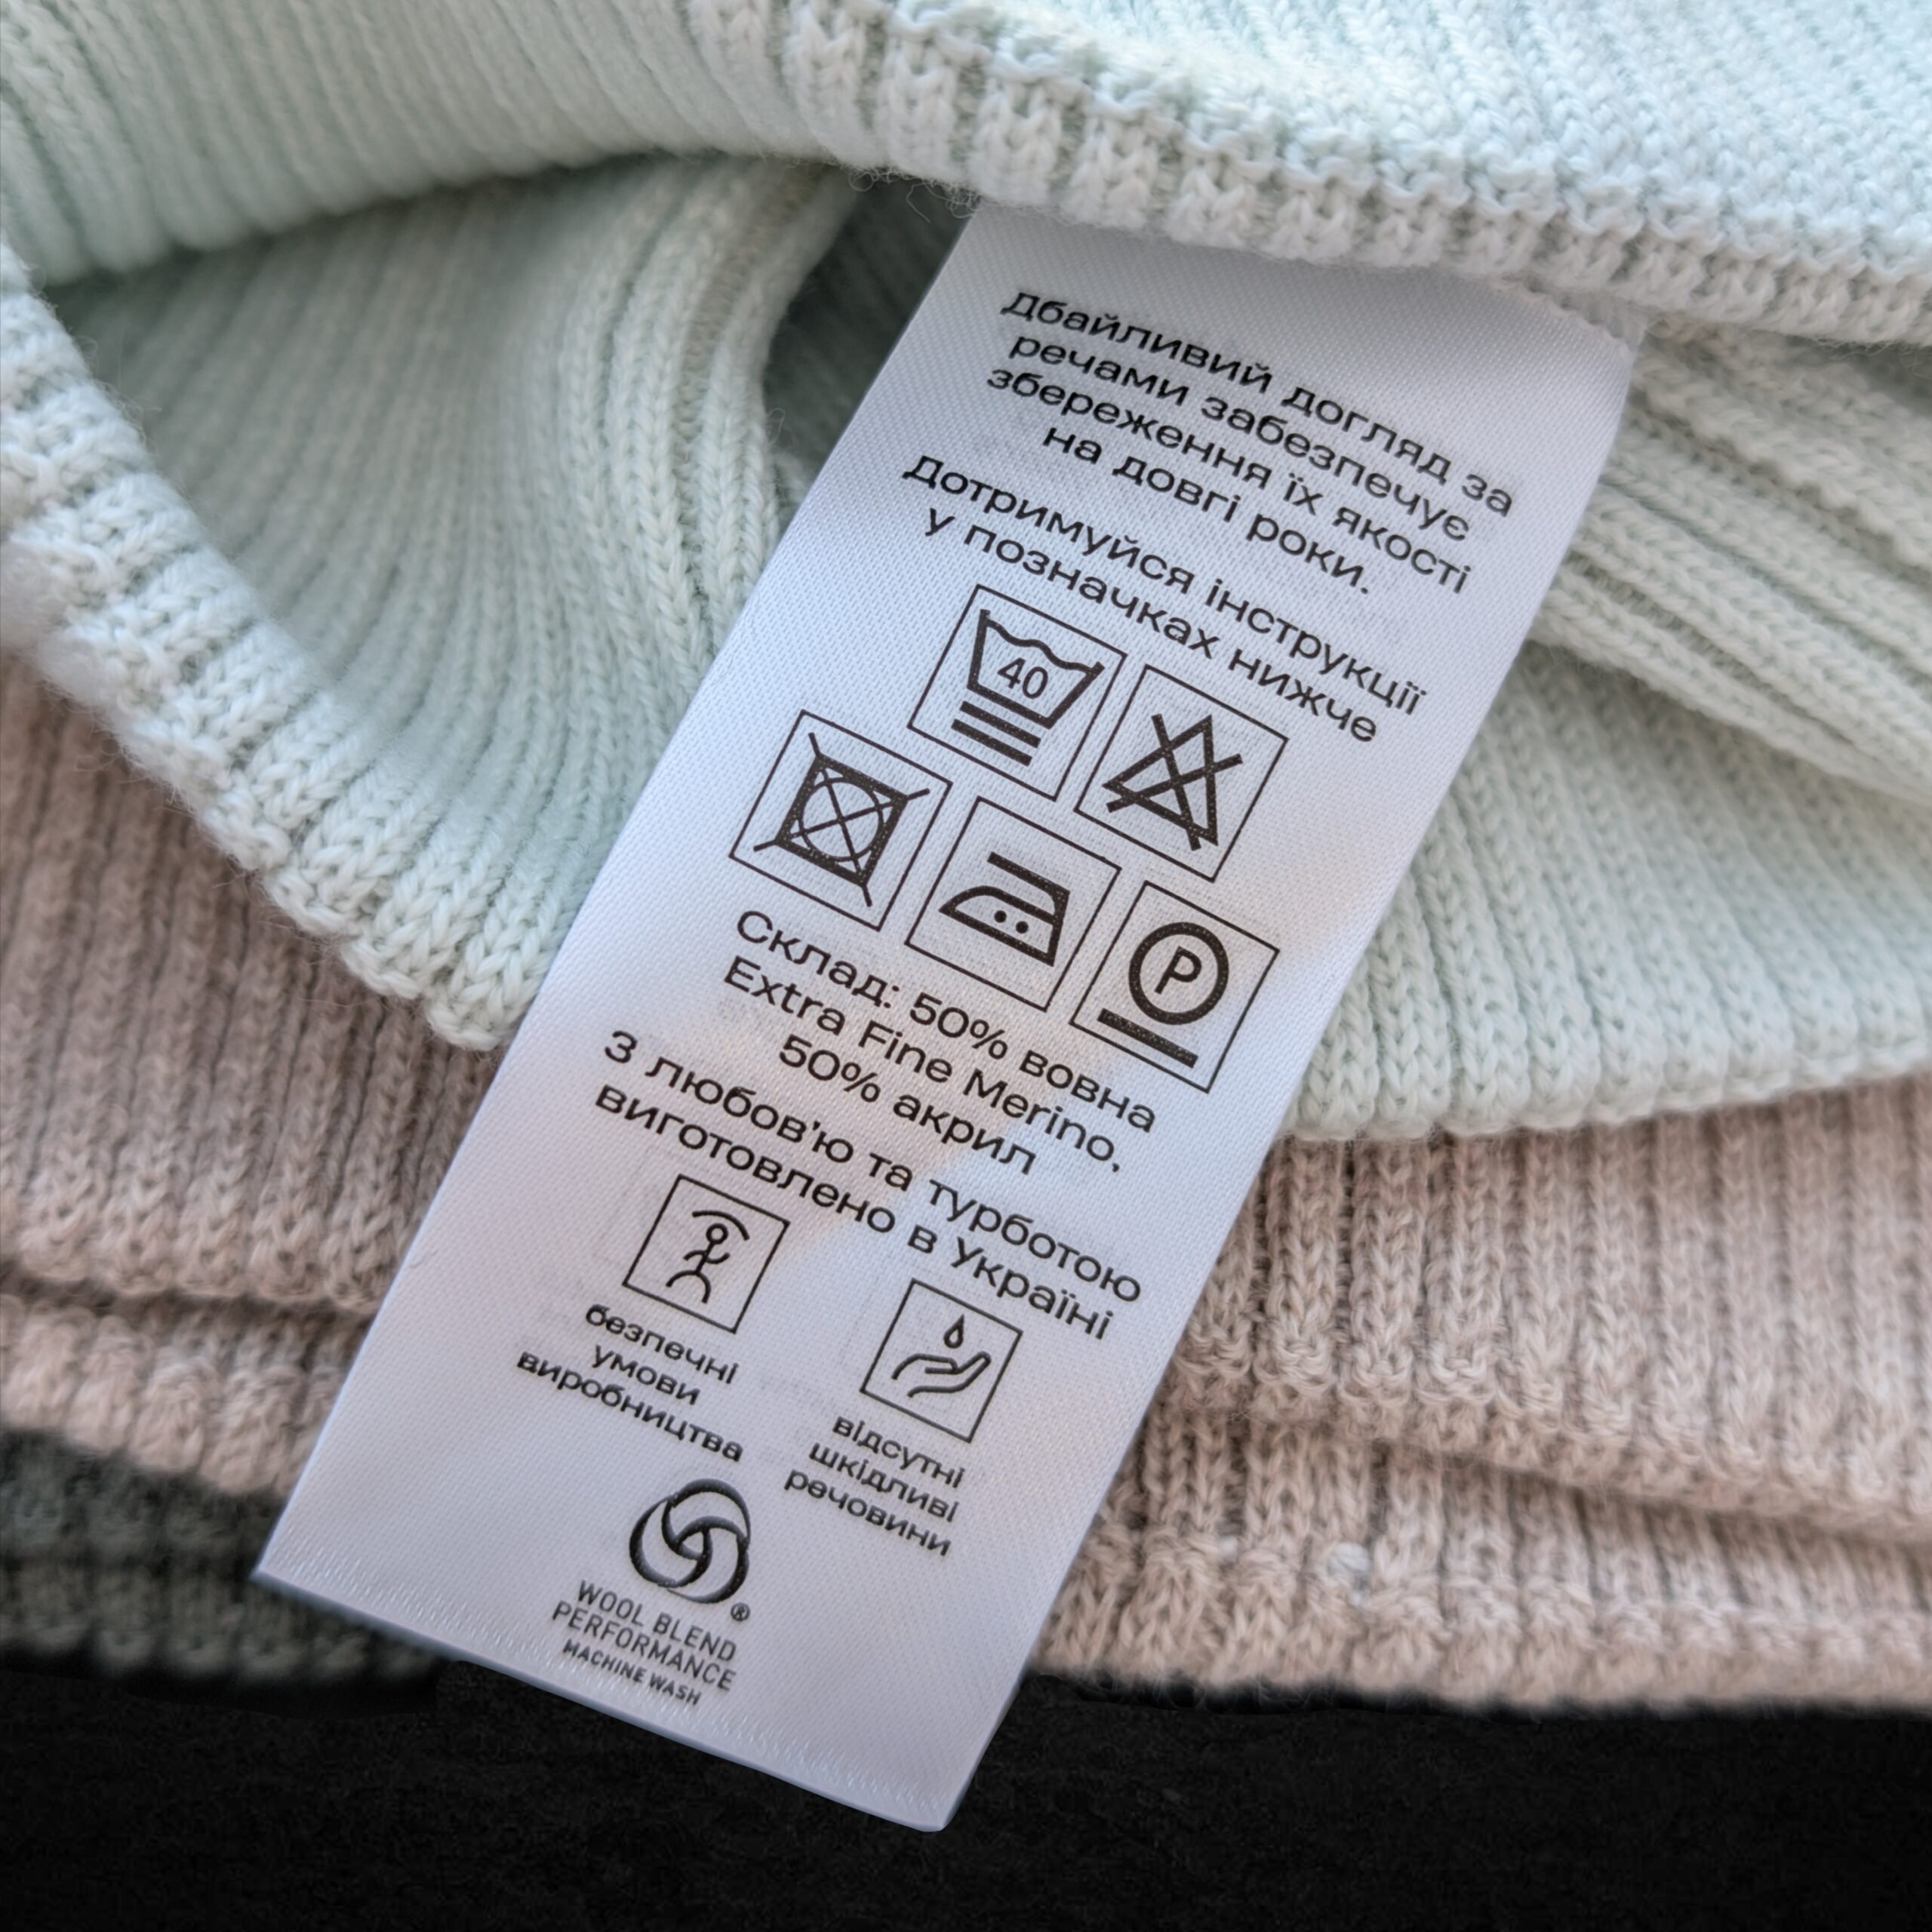 Дбайливий догляд за
речами забезпечує
збереження їх якості
на довгі роки.
Дотримуйся інструкції
у позначках нижче
40
P
Склад: 50% вовна
Extra Fine Merino,
50% акрил
З любов'ю та турботою
виготовлено в Україні
безпечні
умови
виробництва
відсутні
шкідливі
речовини
®
WOOL BLEND
PERFORMANCE
MACHINE WASH